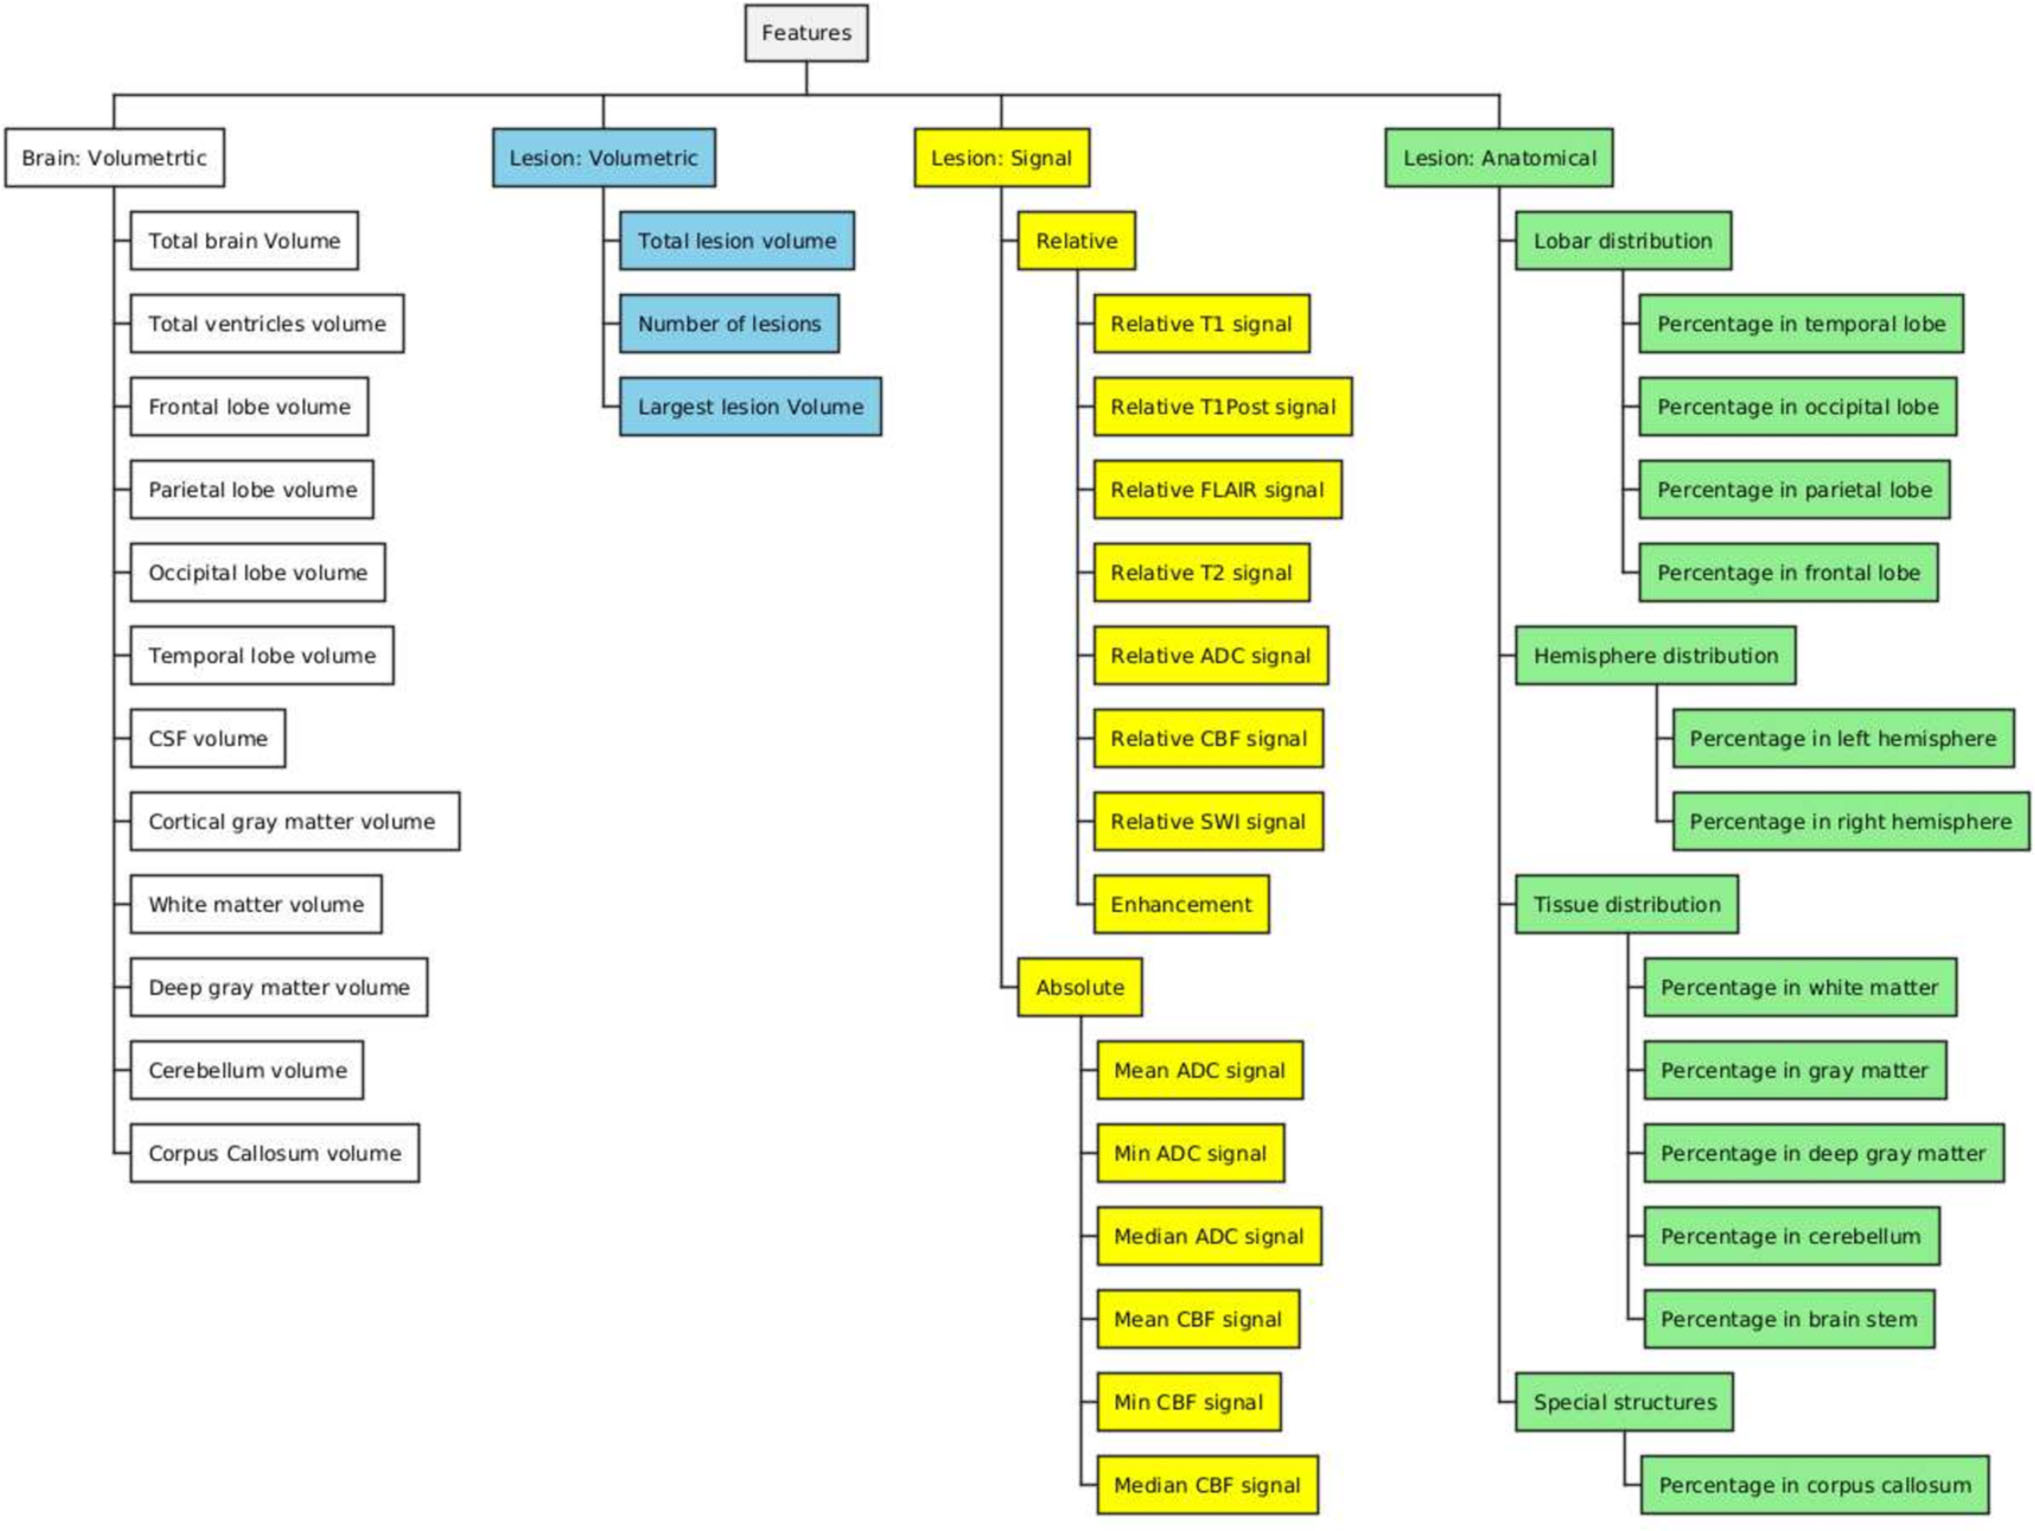 Features
Brain: Volumetrtic
Total brain Volume
Total ventricles volume
Frontal lobe volume
Parietal lobe volume
Occipital lobe volume
Temporal lobe volume
CSF volume
Cortical gray matter volume
White matter volume
Deep gray matter volume
Cerebellum volume
Corpus Callosum volume
Lesion: Volumetric
Total lesion volume
Number of lesions
Largest lesion Volume
Lesion: Signal
Relative
Relative T1 signal
Relative T1Post signal
Relative FLAIR signal
Relative T2 signal
Relative ADC signal
Relative CBF signal
Relative SWI signal
Enhancement
Absolute
Mean ADC signal
Min ADC signal
Median ADC signal
Mean CBF signal
Min CBF signal
Median CBF signal
Lesion: Anatomical
Lobar distribution
Percentage in temporal lobe
Percentage in occipital lobe
Percentage in parietal lobe
Percentage in frontal lobe
Hemisphere distribution
Percentage in left hemisphere
Percentage in right hemisphere
Tissue distribution
Percentage in white matter
Percentage in gray matter
Percentage in deep gray matter
Percentage in cerebellum
Percentage in brain stem
Special structures
Percentage in corpus callosum